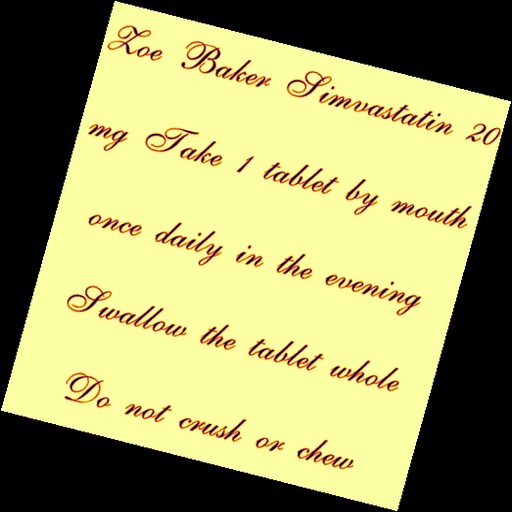 Zoe Baker Simvastatin 20
mg Take 1 tablet by mouth
once daily in the evening
Swallow the tablet whole
Do not crush or chew